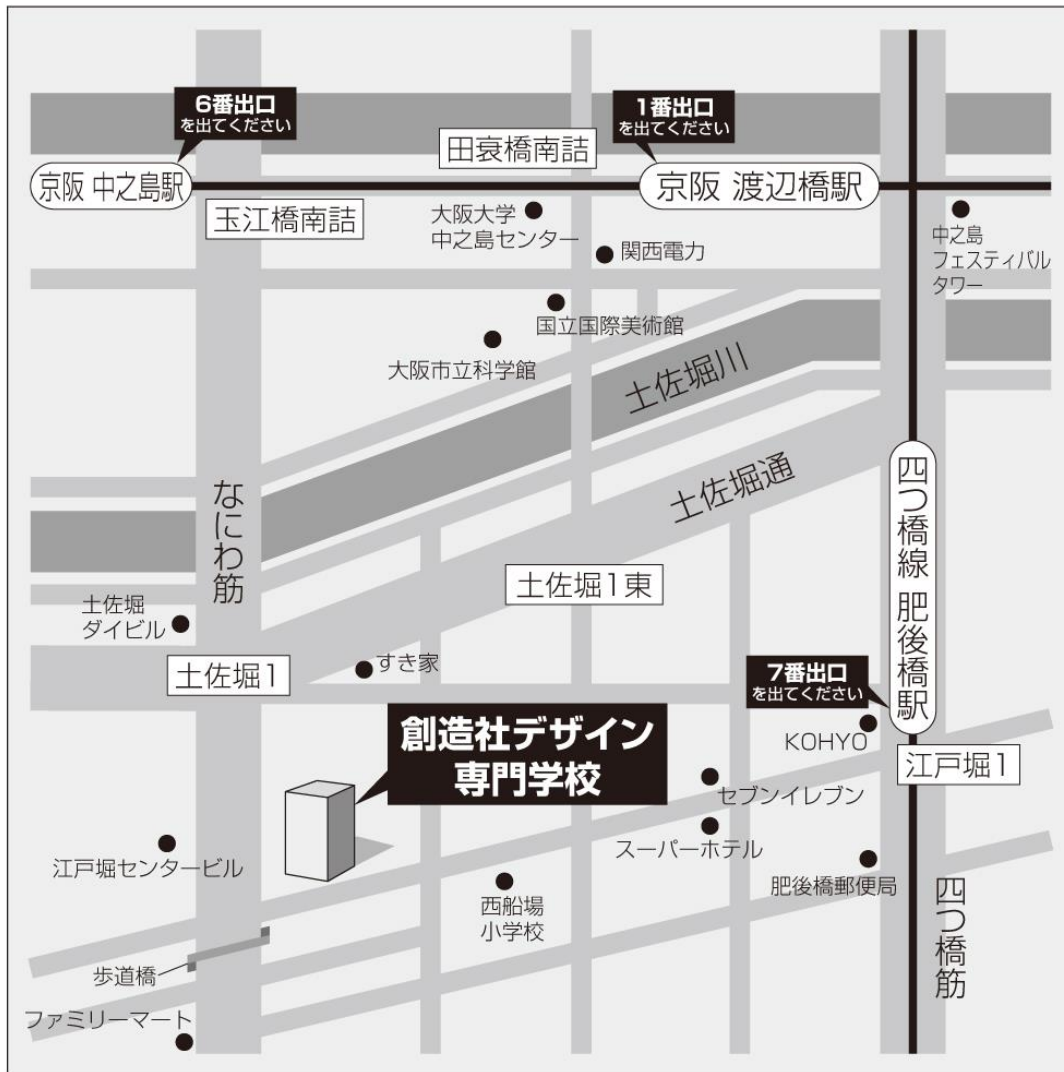 6番出口
を出てください
1番出口
を出てください
田衰橋南詰
京阪 中之島駅
京阪 渡辺橋駅
玉江橋南詰
大阪大学
中之島センター
関西電力
中之島
フェスティバル
タワー
国立国際美術館
大阪市立科学館
土佐堀川
なにわ筋
土佐堀通
四つ橋線 肥後橋駅
土佐堀
ダイビル
土佐堀1東
土佐堀1
すき家
7番出口
を出てください
創造社デザイン
専門学校
KOHYO
江戸堀1
セブンイレブン
江戸堀センタービル
スーパーホテル
肥後橋郵便局
西船場
小学校
四つ橋筋
歩道橋
ファミリーマート